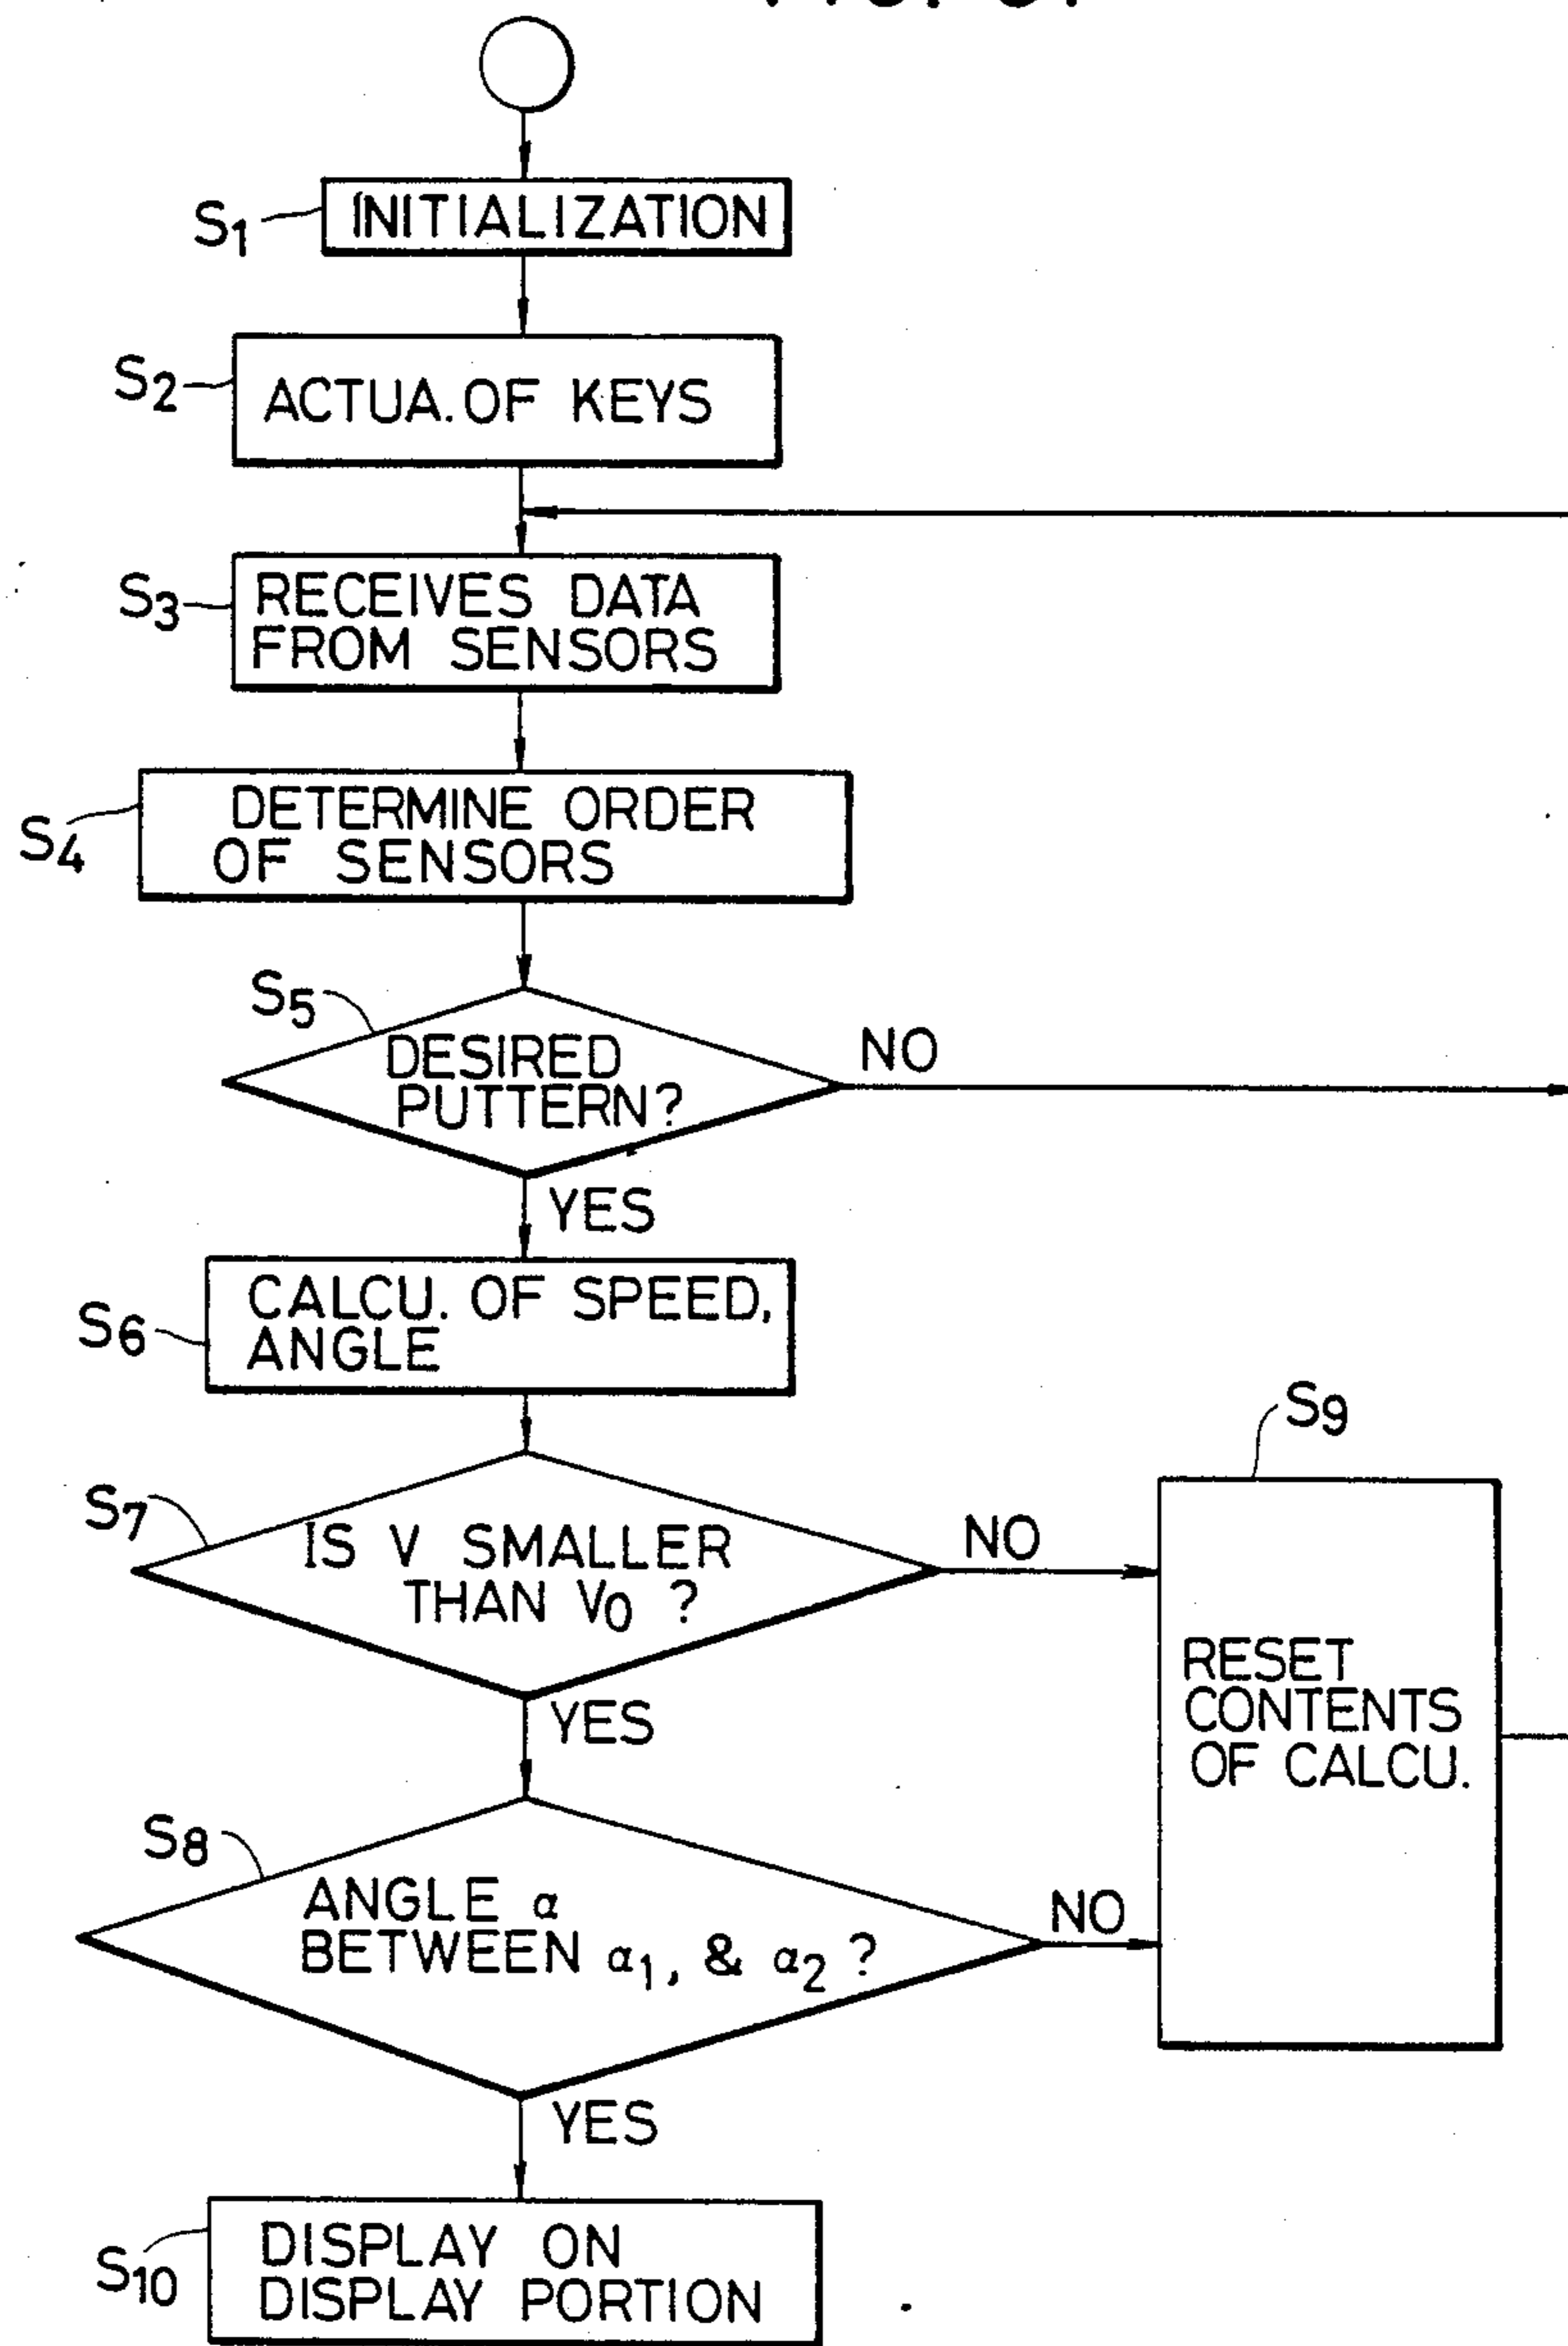 S1
INITIALIZATION
S2
ACTUA. OF KEYS
S3
RECEIVES DATA
FROM SENSORS
S4
DETERMINE ORDER
OF SENSORS
S5
DESIRED
PUTTERN?
NO
YES
S6
CALCU. OF SPEED,
ANGLE
S7
IS V SMALLER
THAN V0 ?
NO
YES
S9
RESET
CONTENTS
OF CALCU.
S8
ANGLE α
BETWEEN α1, & α2 ?
NO
YES
S10
DISPLAY ON
DISPLAY PORTION